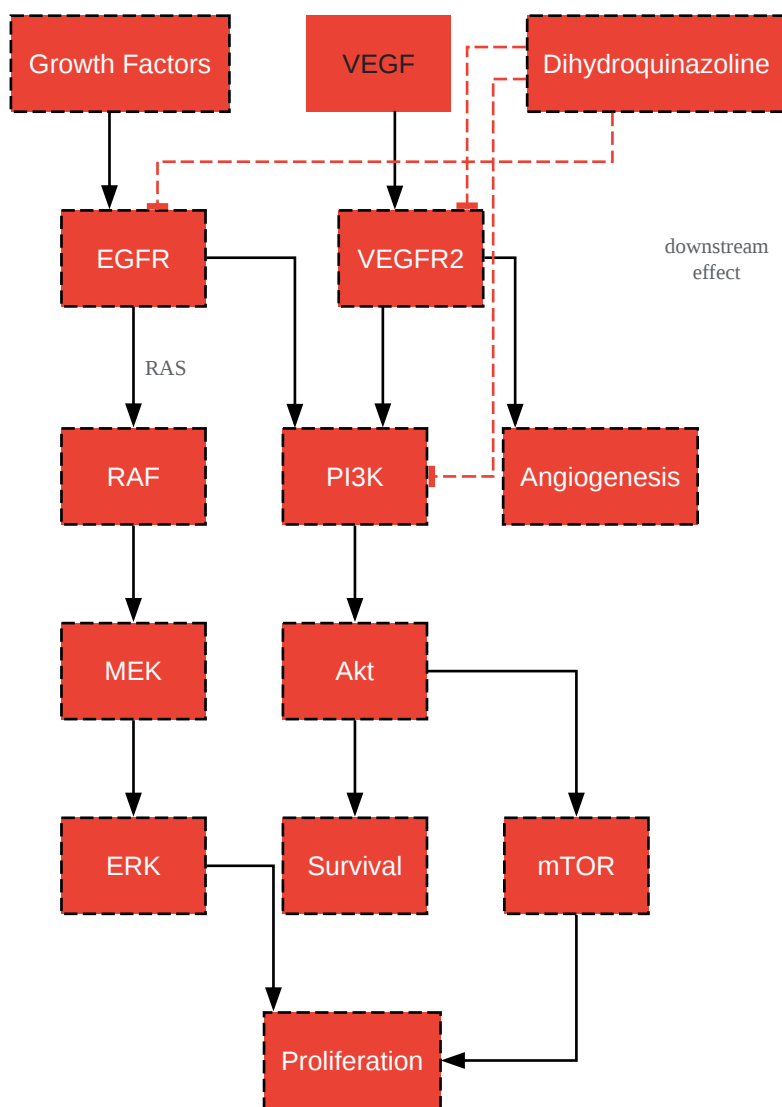 Growth Factors
VEGF
Dihydroquinazoline
EGFR
VEGFR2
downstream
effect
RAS
RAF
PI3K
Angiogenesis
MEK
Akt
ERK
Survival
mTOR
Proliferation